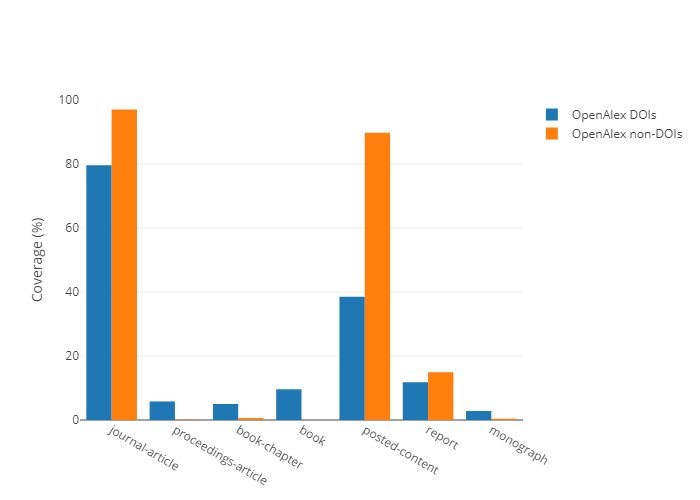 OpenAlex DOIs
OpenAlex non-DOIs
Coverage (%)
100
80
60
40
20
0
journal-article
proceedings-article
book-chapter
book
posted-content
report
monograph